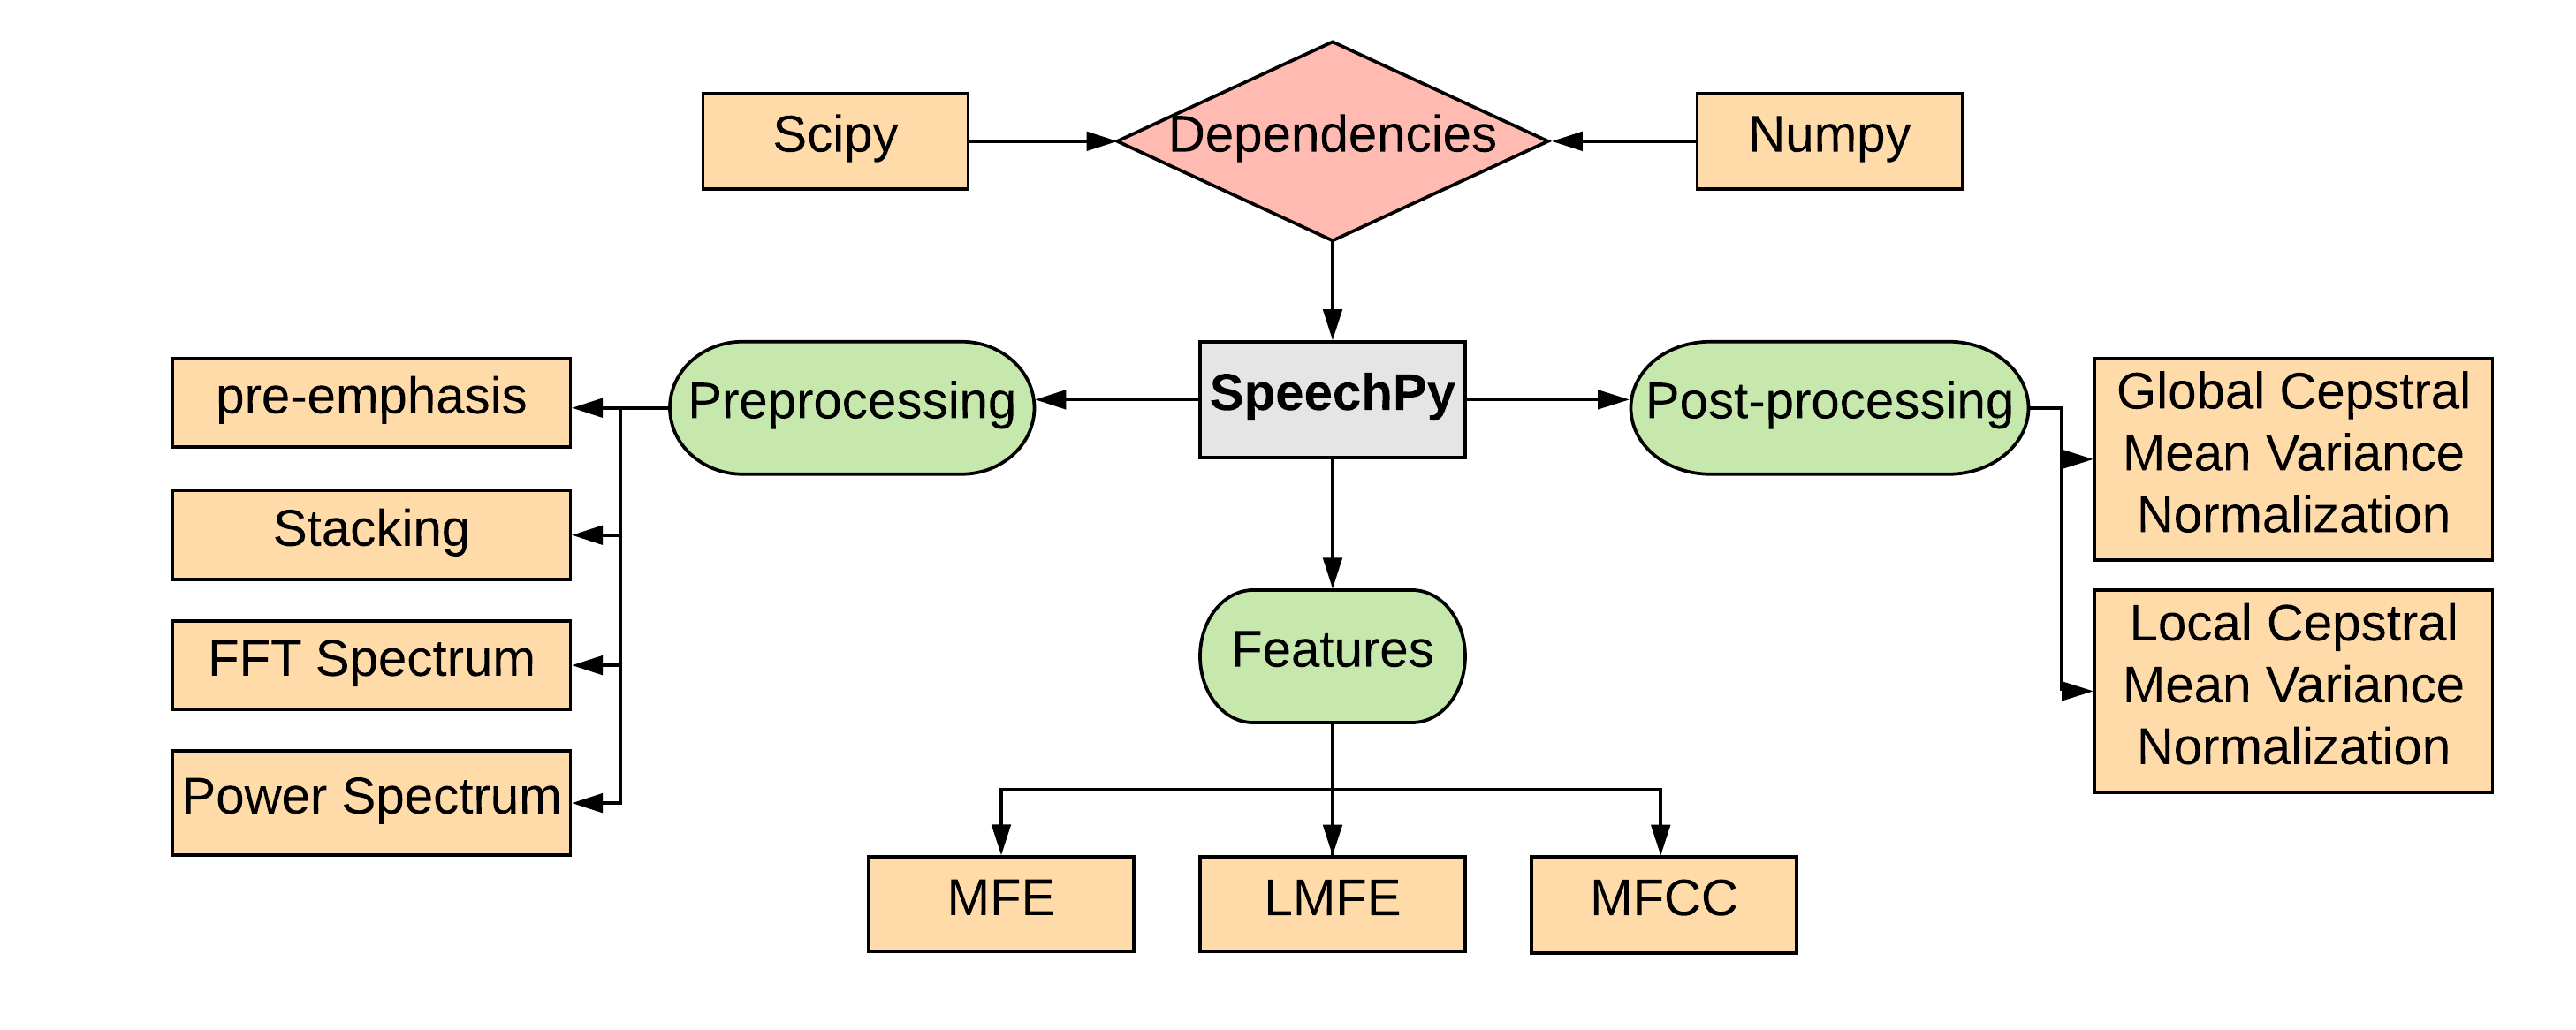 Scipy
Dependencies
Numpy
pre-emphasis
Preprocessing
SpeechPy
Post-processing
Global Cepstral
Mean Variance
Normalization
Stacking
FFT Spectrum
Features
Local Cepstral
Mean Variance
Normalization
Power Spectrum
MFE
LMFE
MFCC